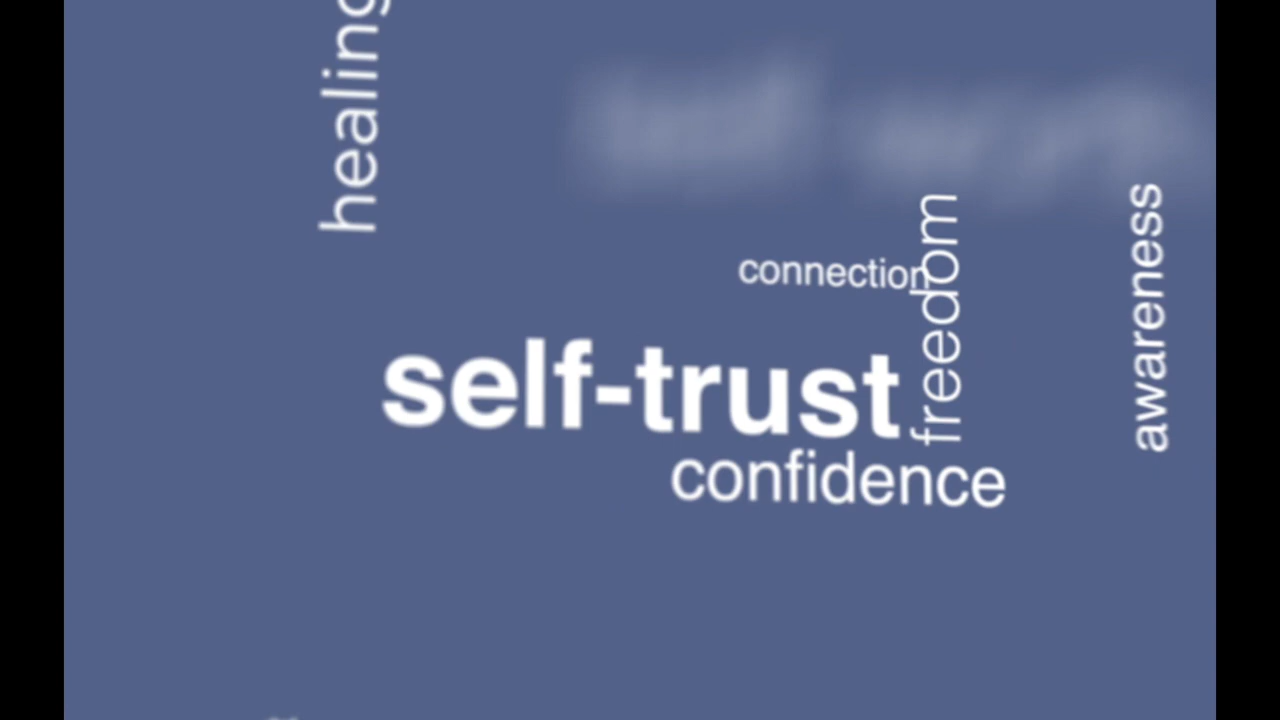 healing
connection
freedom
awareness
self-trust
confidence